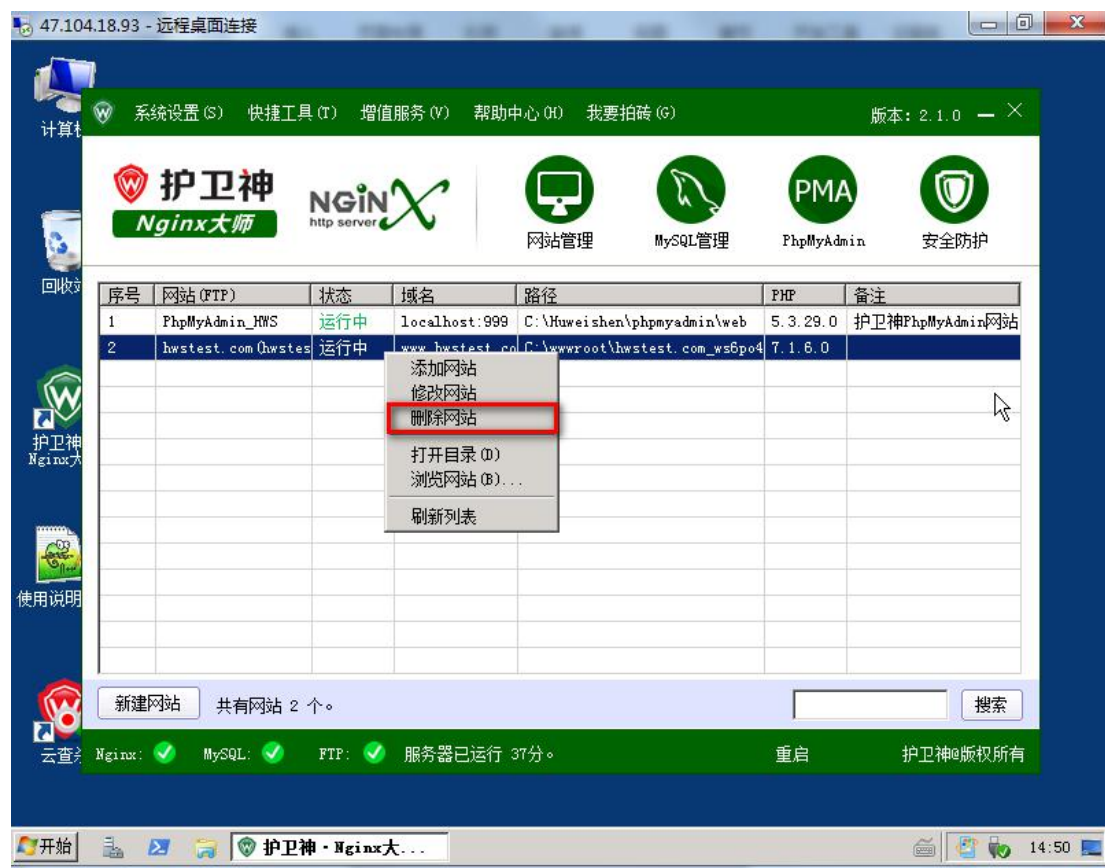 47.104.18.93 - 远程桌面连接
计算机
系统设置(S) 快捷工具(T) 增值服务(V) 帮助中心(H) 我要拍砖(G) 版本: 2.1.0
护卫神
Nginx大师
NGiNX
http server
网站管理 MySQL管理 PhpMyAdmin 安全防护
回收站
序号 网站(FTP) 状态 域名 路径 PHP 备注
1 PhpMyAdmin_HWS 运行中 localhost:999 C:\Huweishen\phpmyadmin\web 5.3.29.0 护卫神PhpMyAdmin网站
2 hwstest.com(hwstes 运行中 www.hwstest.co C:\wwwroot\hwstest.com_ws6po4 7.1.6.0
添加网站
修改网站
删除网站
打开目录(D)
浏览网站(B)...
刷新列表
护卫神
Nginx大
使用说明
云查杀
新建网站 共有网站 2 个。 搜索
Nginx: MySQL: FTP: 服务器已运行 37分。 重启 护卫神@版权所有
开始 护卫神·Nginx大... 14:50